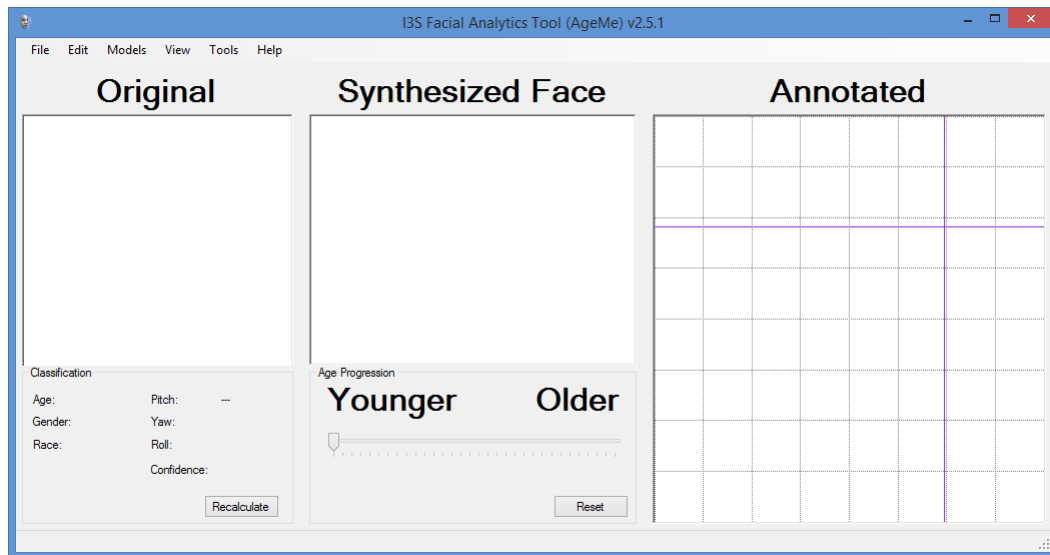 I3S Facial Analytics Tool (AgeMe) v2.5.1
File Edit Models View Tools Help
Original
Synthesized Face
Annotated
Classification
Age:
Pitch: ---
Gender:
Yaw:
Race:
Roll:
Confidence:
Recalculate
Age Progression
Younger Older
Reset